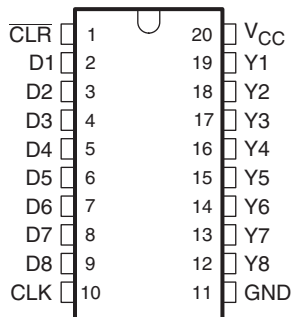 C̅L̅R̅ 1 20 V_CC
D1 2 19 Y1
D2 3 18 Y2
D3 4 17 Y3
D4 5 16 Y4
D5 6 15 Y5
D6 7 14 Y6
D7 8 13 Y7
D8 9 12 Y8
CLK 10 11 GND